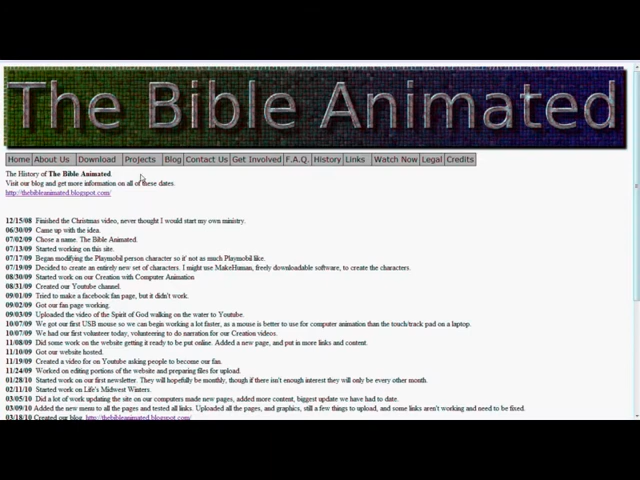 The Bible Animated
Home About Us Download Projects Blog Contact Us Get Involved F.A.Q. History Links Watch Now Legal Credits
The History of The Bible Animated.
Visit our blog and get more information on all of these dates.
http://thebibleanimated.blogspot.com/
12/15/08 Finished the Christmas video, never thought I would start my own ministry.
06/30/09 Came up with the idea.
07/02/09 Chose a name. The Bible Animated.
07/13/09 Started working on this site.
07/17/09 Began modifying the Playmobil person character so if' not as much Playmobil like.
07/19/09 Decided to create an entirely new set of characters. I might use MakeHuman, freely downloadable software, to create the characters.
08/30/09 Start work on our Creation with Computer Animation
08/31/09 Created our Youtube channel.
09/01/09 Tried to make a facebook fan page, but it didn't work.
09/02/09 Got our fan page working.
09/03/09 Uploaded the video of the Spirit of God walking on the water to Youtube.
10/07/09 We got our first USB mouse so we can begin working a lot faster, as a mouse is better to use for computer animation than the touch/track pad on a laptop.
10/07/09 We had our first volunteer today, volunteering to do narration for our Creation videos.
11/08/09 Did some work on the website getting it ready to be put online. Added a new page, and put in more links and content.
11/10/09 Got our website hosted.
11/19/09 Created a video for on Youtube asking people to become our fan.
11/24/09 Worked on editing portions of the website and preparing files for upload.
01/28/10 Started work on our first newsletter. They will hopefully be monthly, though if there isn't enough interest they will only be every other month.
02/11/10 Started work on Life's Midwest Winters.
03/05/10 Did a lot of work updating the site on our computers made new pages, added more content, biggest update we have had to date.
03/09/10 Added the new menu to all the pages and tested all links. Uploaded all the pages, and graphics, still a few things to upload, and some links aren't working and need to be fixed.
03/18/10 Created our blog. http://thebibleanimated.blogspot.com/